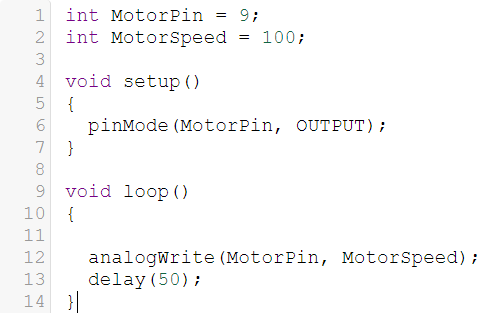 1 int MotorPin = 9;
2 int MotorSpeed = 100;
3
4 void setup()
5 {
6   pinMode(MotorPin, OUTPUT);
7 }
8
9 void loop()
10 {
11
12   analogWrite(MotorPin, MotorSpeed);
13   delay(50);
14 }